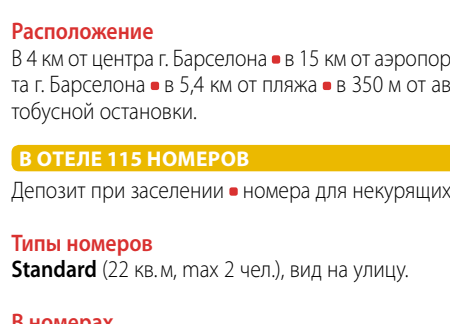 Расположение
В 4 км от центра г. Барселона ▪ в 15 км от аэропор
та г. Барселона ▪ в 5,4 км от пляжа ▪ в 350 м от ав
тобусной остановки.
В ОТЕЛЕ 115 НОМЕРОВ
Депозит при заселении ▪ номера для некурящих
Типы номеров
Standard (22 кв. м, max 2 чел.), вид на улицу.
В номерах